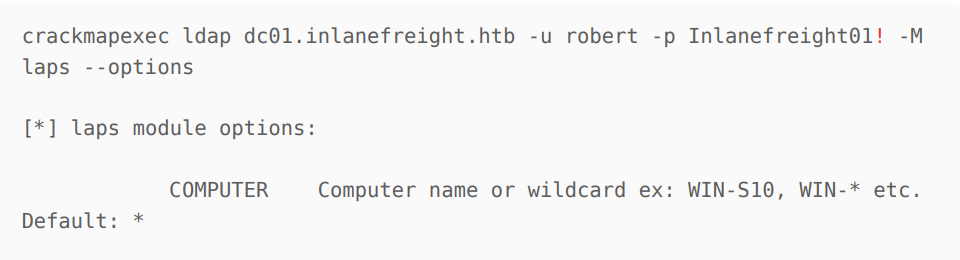 crackmapexec ldap dc01.inlanefreight.htb -u robert -p Inlanefreight01! -M
laps --options
[*] laps module options:
COMPUTER    Computer name or wildcard ex: WIN-S10, WIN-* etc.
Default: *